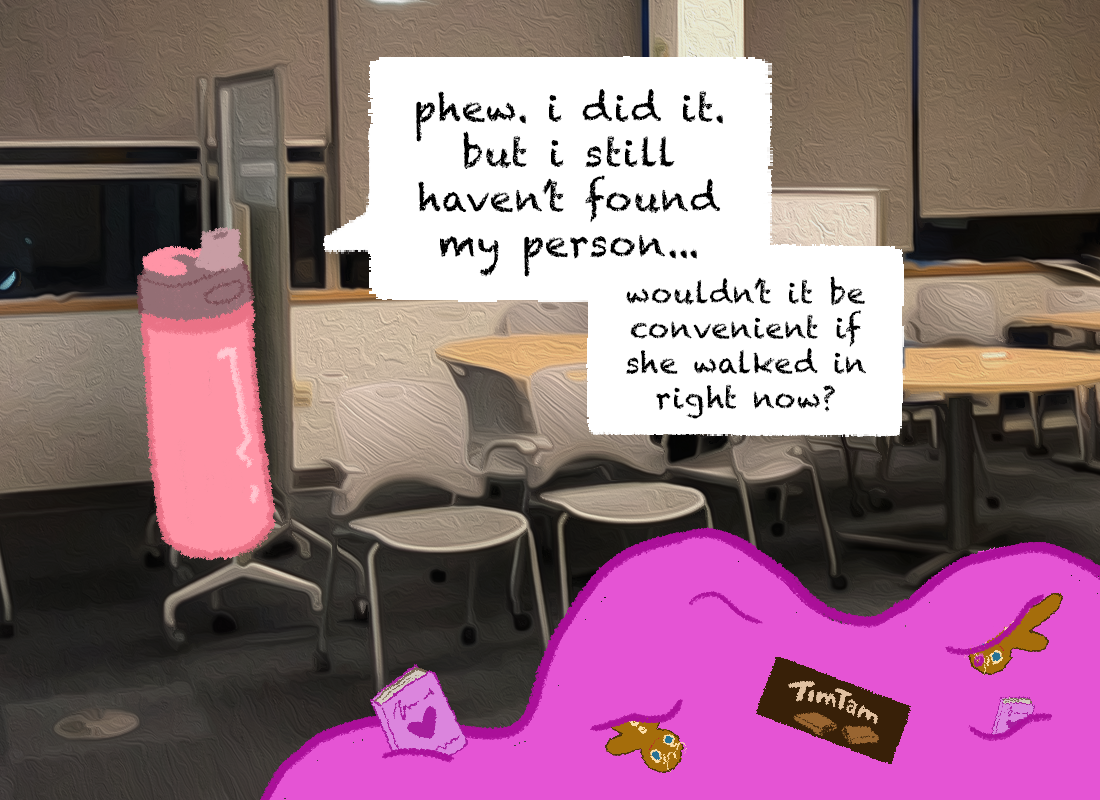 phew. i did it.
but i still
haven't found
my person...
wouldn't it be
convenient if
she walked in
right now?
TimTam